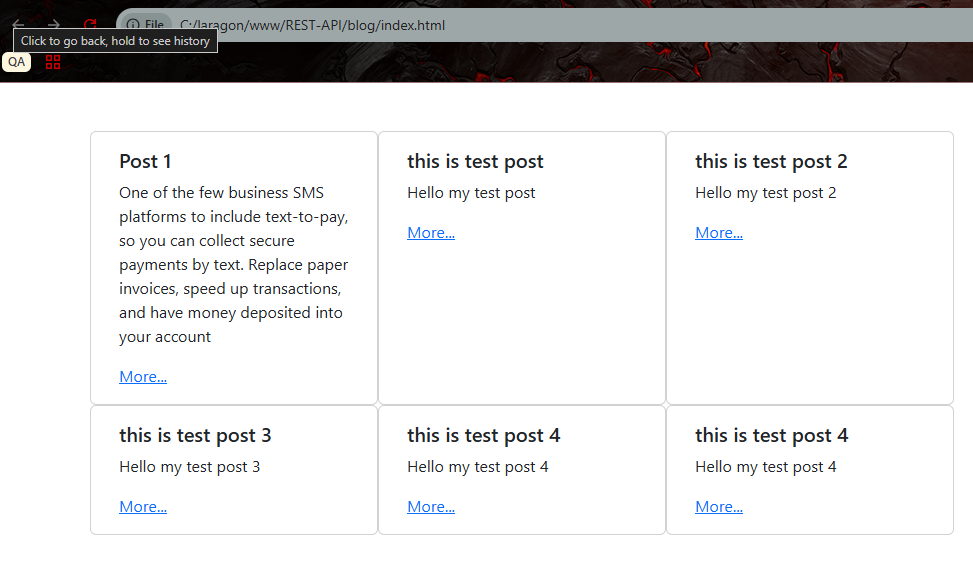 File C:/laragon/www/REST-API/blog/index.html
Click to go back, hold to see history
QA
Post 1
One of the few business SMS
platforms to include text-to-pay,
so you can collect secure
payments by text. Replace paper
invoices, speed up transactions,
and have money deposited into
your account
More...
this is test post
Hello my test post
More...
this is test post 2
Hello my test post 2
More...
this is test post 3
Hello my test post 3
More...
this is test post 4
Hello my test post 4
More...
this is test post 4
Hello my test post 4
More...